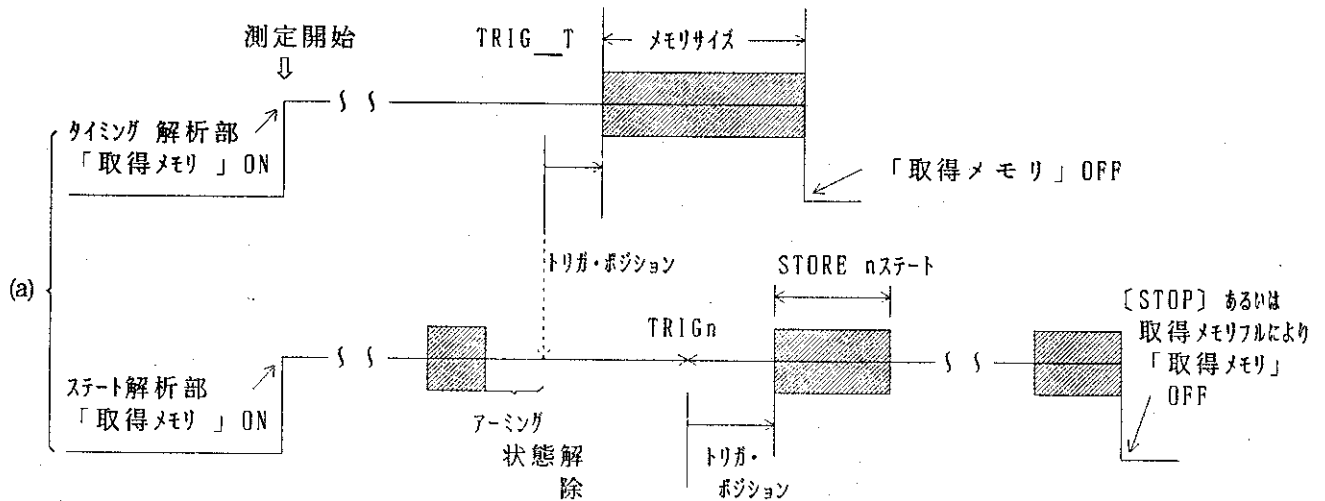 測定開始
⇩
TRIG__T
メモリサイズ
タイミング 解析部
「取得メモリ 」ON
「取得メモリ」OFF
(a)
トリガ・ポジション
STORE nステート
TRIGn
〔STOP〕あるいは
取得メモリフルにより
「取得メモリ」
OFF
ステート解析部
「取得メモリ 」ON
アーミング
状態解
除
トリガ・
ポジション